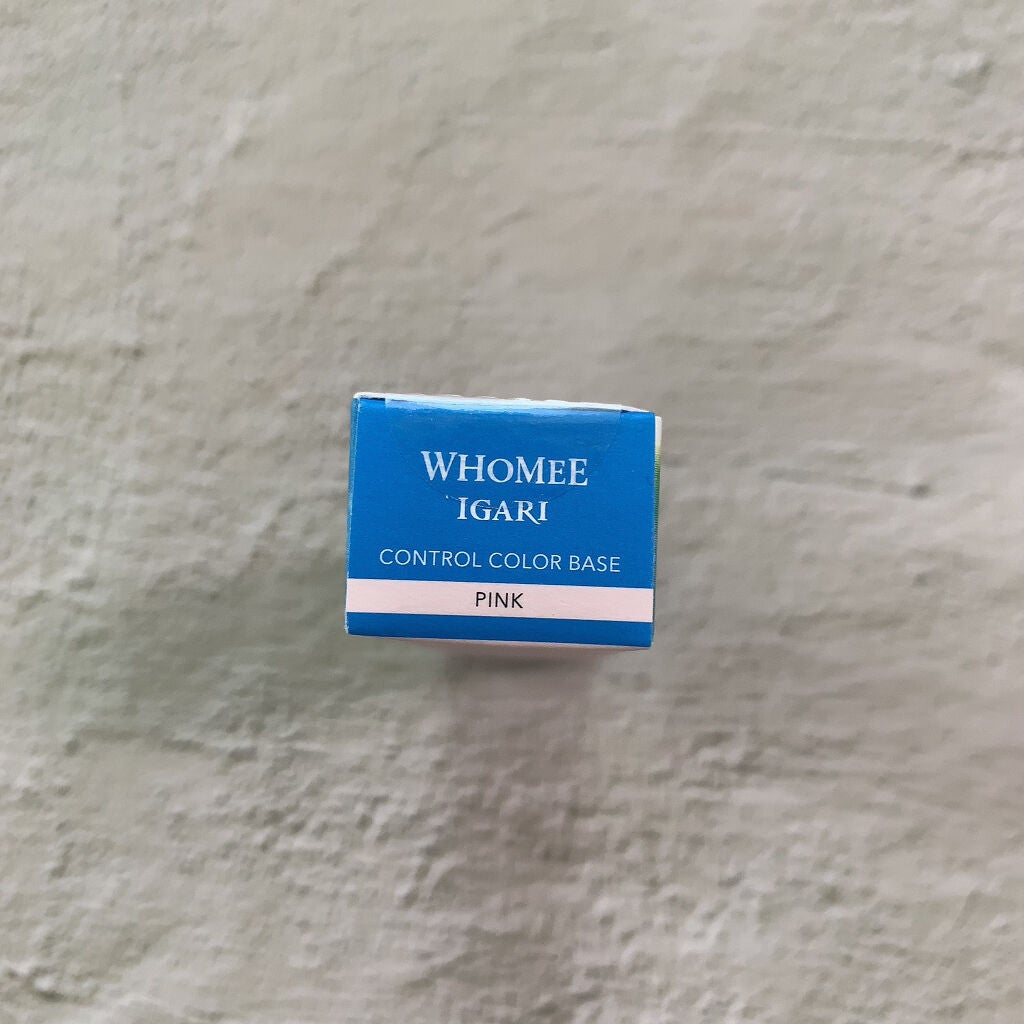 WHOMEE
'IGARI
CONTROL COLOR BASE
PINK